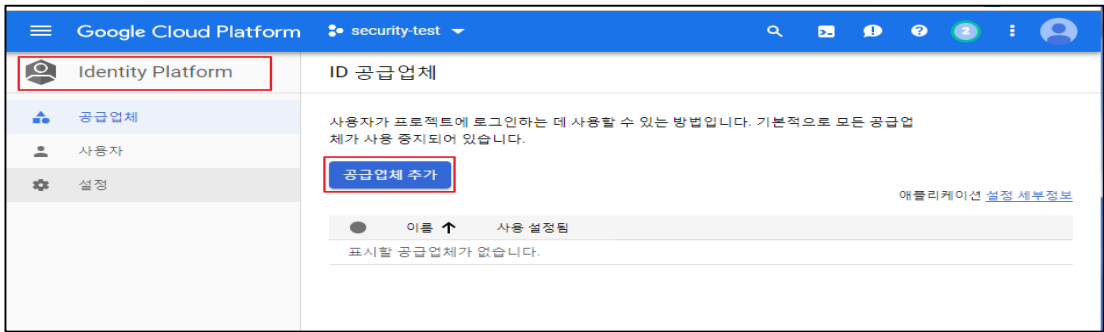 Google Cloud Platform security-test 2
Identity Platform
ID 공급업체
공급업체
사용자
설정
사용자가 프로젝트에 로그인하는 데 사용할 수 있는 방법입니다. 기본적으로 모든 공급업
체가 사용 중지되어 있습니다.
공급업체 추가
애플리케이션 설정 세부정보
이름 사용 설정됨
표시할 공급업체가 없습니다.